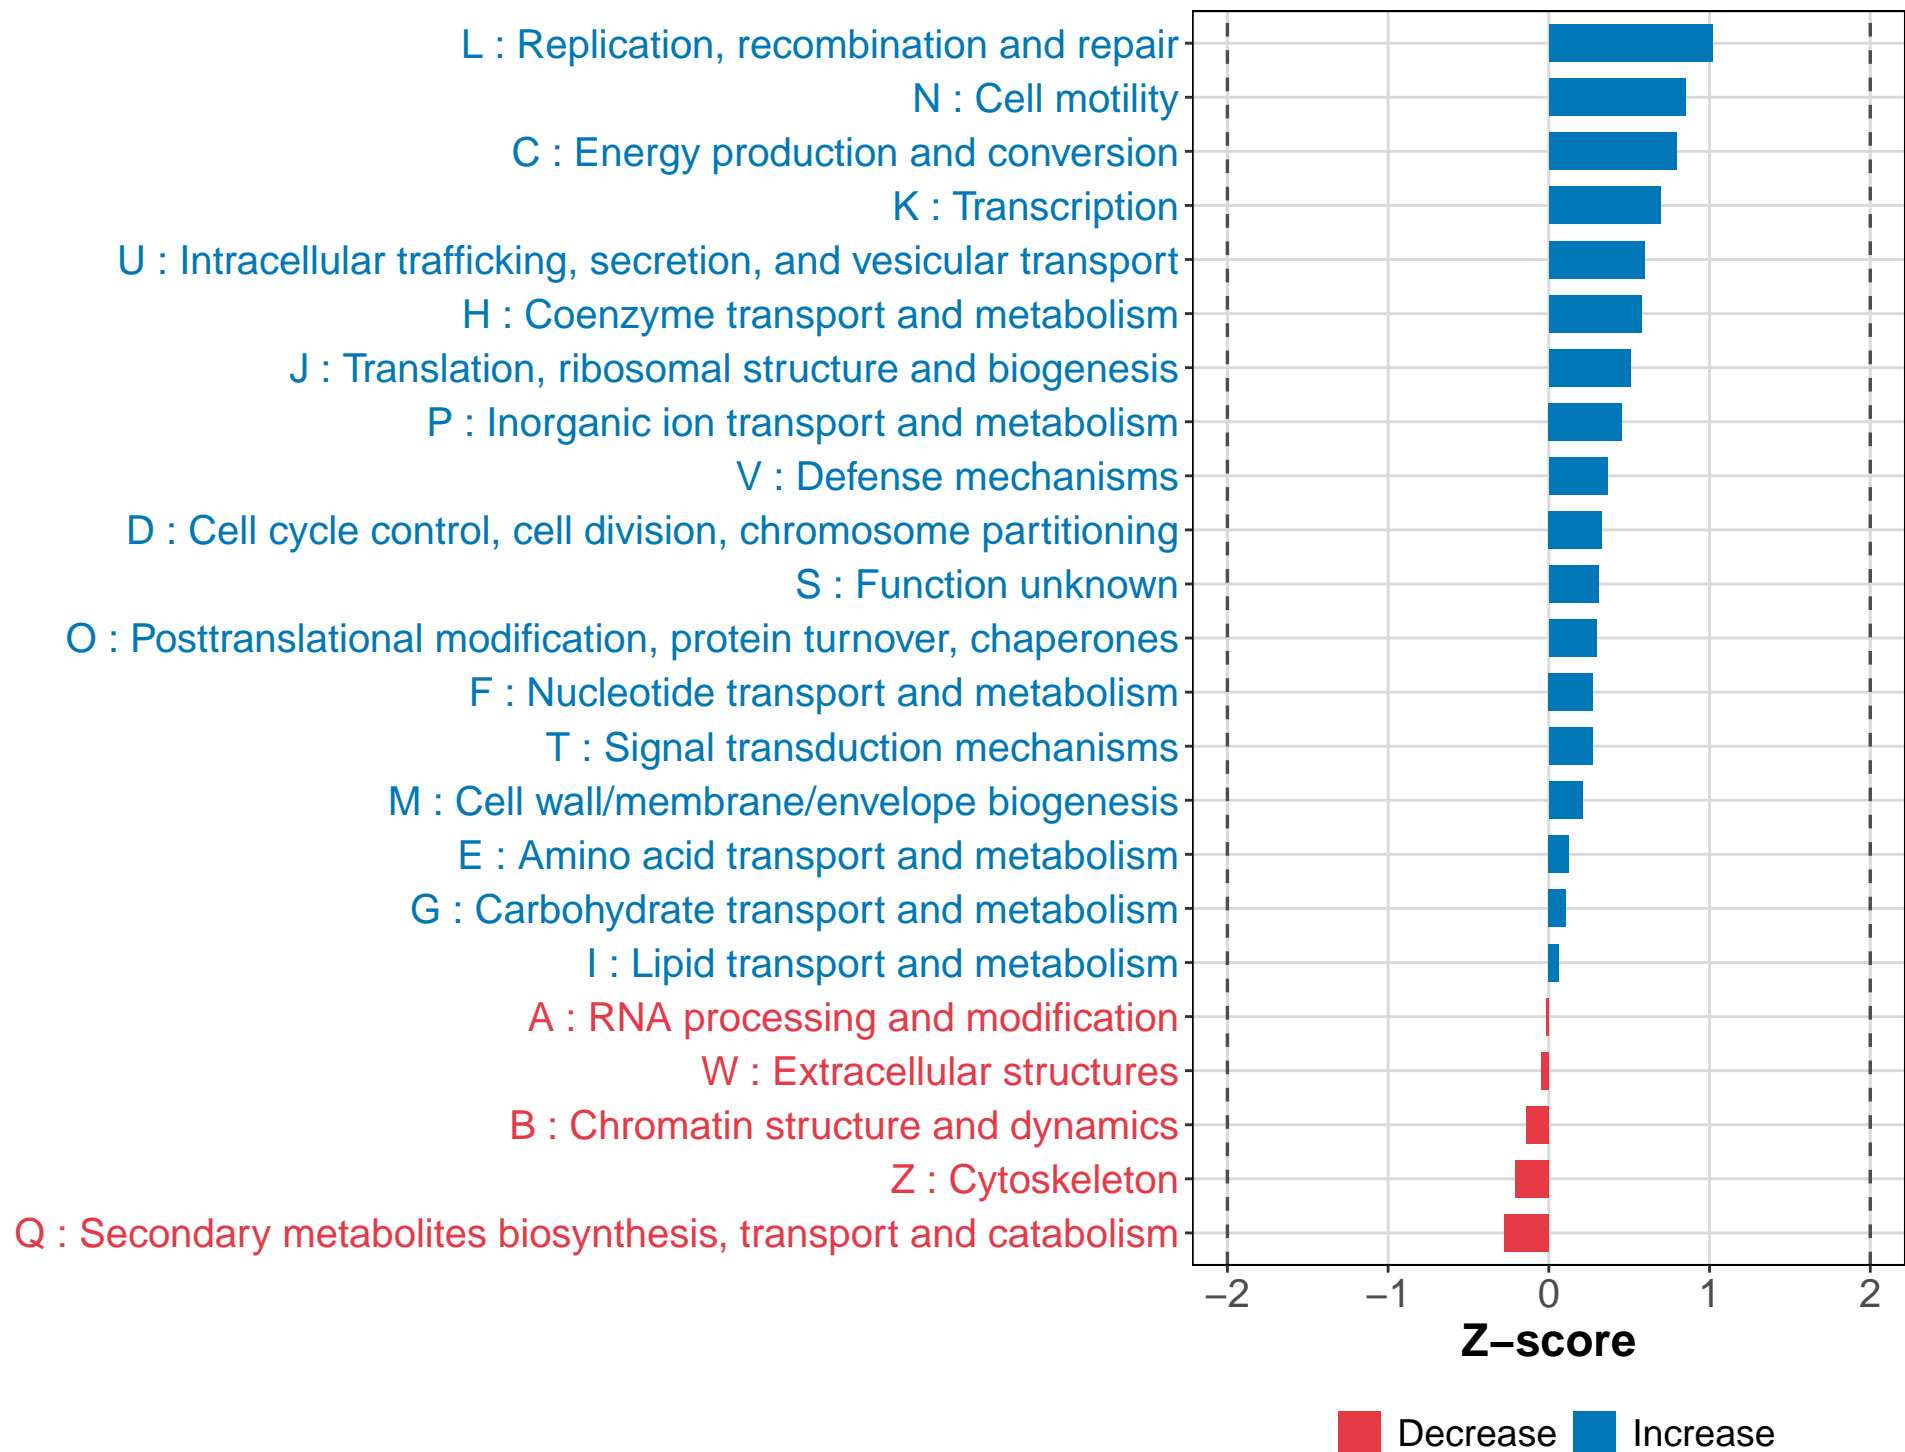 L : Replication, recombination and repair
N : Cell motility
C : Energy production and conversion
K : Transcription
U : Intracellular trafficking, secretion, and vesicular transport
H : Coenzyme transport and metabolism
J : Translation, ribosomal structure and biogenesis
P : Inorganic ion transport and metabolism
V : Defense mechanisms
D : Cell cycle control, cell division, chromosome partitioning
S : Function unknown
O : Posttranslational modification, protein turnover, chaperones
F : Nucleotide transport and metabolism
T : Signal transduction mechanisms
M : Cell wall/membrane/envelope biogenesis
E : Amino acid transport and metabolism
G : Carbohydrate transport and metabolism
I : Lipid transport and metabolism
A : RNA processing and modification
W : Extracellular structures
B : Chromatin structure and dynamics
Z : Cytoskeleton
Q : Secondary metabolites biosynthesis, transport and catabolism
−2 −1 0 1 2
Z−score
Decrease Increase